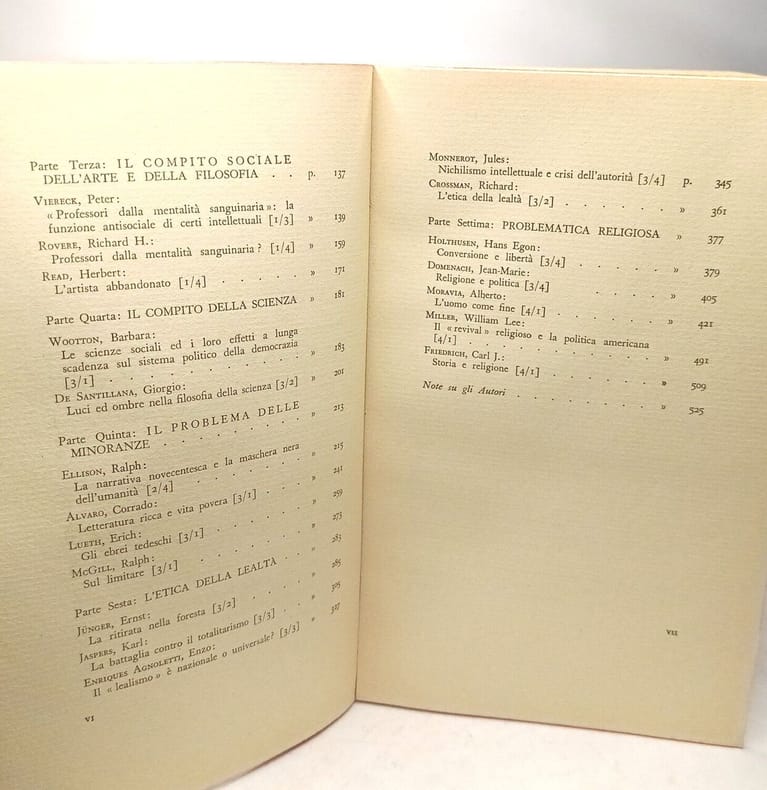 Parte Terza: IL COMPITO SOCIALE
DELL'ARTE E DELLA FILOSOFIA . . p. 137
VIERECK, Peter:
« Professori dalla mentalità sanguinaria»: la
funzione antisociale di certi intellettuali [1/3] » 139
ROVERE, Richard H.:
Professori dalla mentalità sanguinaria? [1/4] » 159
READ, Herbert:
L'artista abbandonato [1/4] . . . . . » 171
Parte Quarta: IL COMPITO DELLA SCIENZA » 181
WOOTTON, Barbara:
Le scienze sociali ed i loro effetti a lunga
scadenza sul sistema politico della democrazia
[3/1] . . . . . . . . . » 183
DE SANTILLANA, Giorgio:
Luci ed ombre nella filosofia della scienza [3/2] » 201
Parte Quinta: IL PROBLEMA DELLE
MINORANZE . . . . . . . . » 213
ELLISON, Ralph:
La narrativa novecentesca e la maschera nera
dell'umanità [2/4] . . . . . . » 215
ALVARO, Corrado:
Letteratura ricca e vita povera [3/1] . . » 241
LUETH, Erich:
Gli ebrei tedeschi [3/1] . . . . . » 259
McGILL, Ralph:
Sul limitare [3/1] . . . . . . » 273
Parte Sesta: L'ETICA DELLA LEALTA . . » 283
JÜNGER, Ernst:
La ritirata nella foresta [3/2] . . . . » 285
JASPERS, Karl:
La battaglia contro il totalitarismo [3/3] . . » 305
ENRIQUES AGNOLETTI, Enzo:
Il « lealismo » è nazionale o universale? [3/3] » 327
VI
MONNEROT, Jules:
Nichilismo intellettuale e crisi dell'autorità [3/4] p. 345
CROSSMAN, Richard:
L'etica della lealtà [3/2] . . . . . » 361
Parte Settima: PROBLEMATICA RELIGIOSA » 377
HOLTHUSEN, Hans Egon:
Conversione e libertà [3/4] . . . . . » 379
DOMENACH, Jean-Marie:
Religione e politica [3/4] . . . . » 405
MORAVIA, Alberto:
L'uomo come fine [4/1] . . . . . . » 421
MILLER, William Lee:
Il « revival » religioso e la politica americana
[4/1] . . . . . . . . . » 491
FRIEDRICH, Carl J.:
Storia e religione [4/1] . . . . . . » 509
Note su gli Autori . . . . . . . » 525
VII